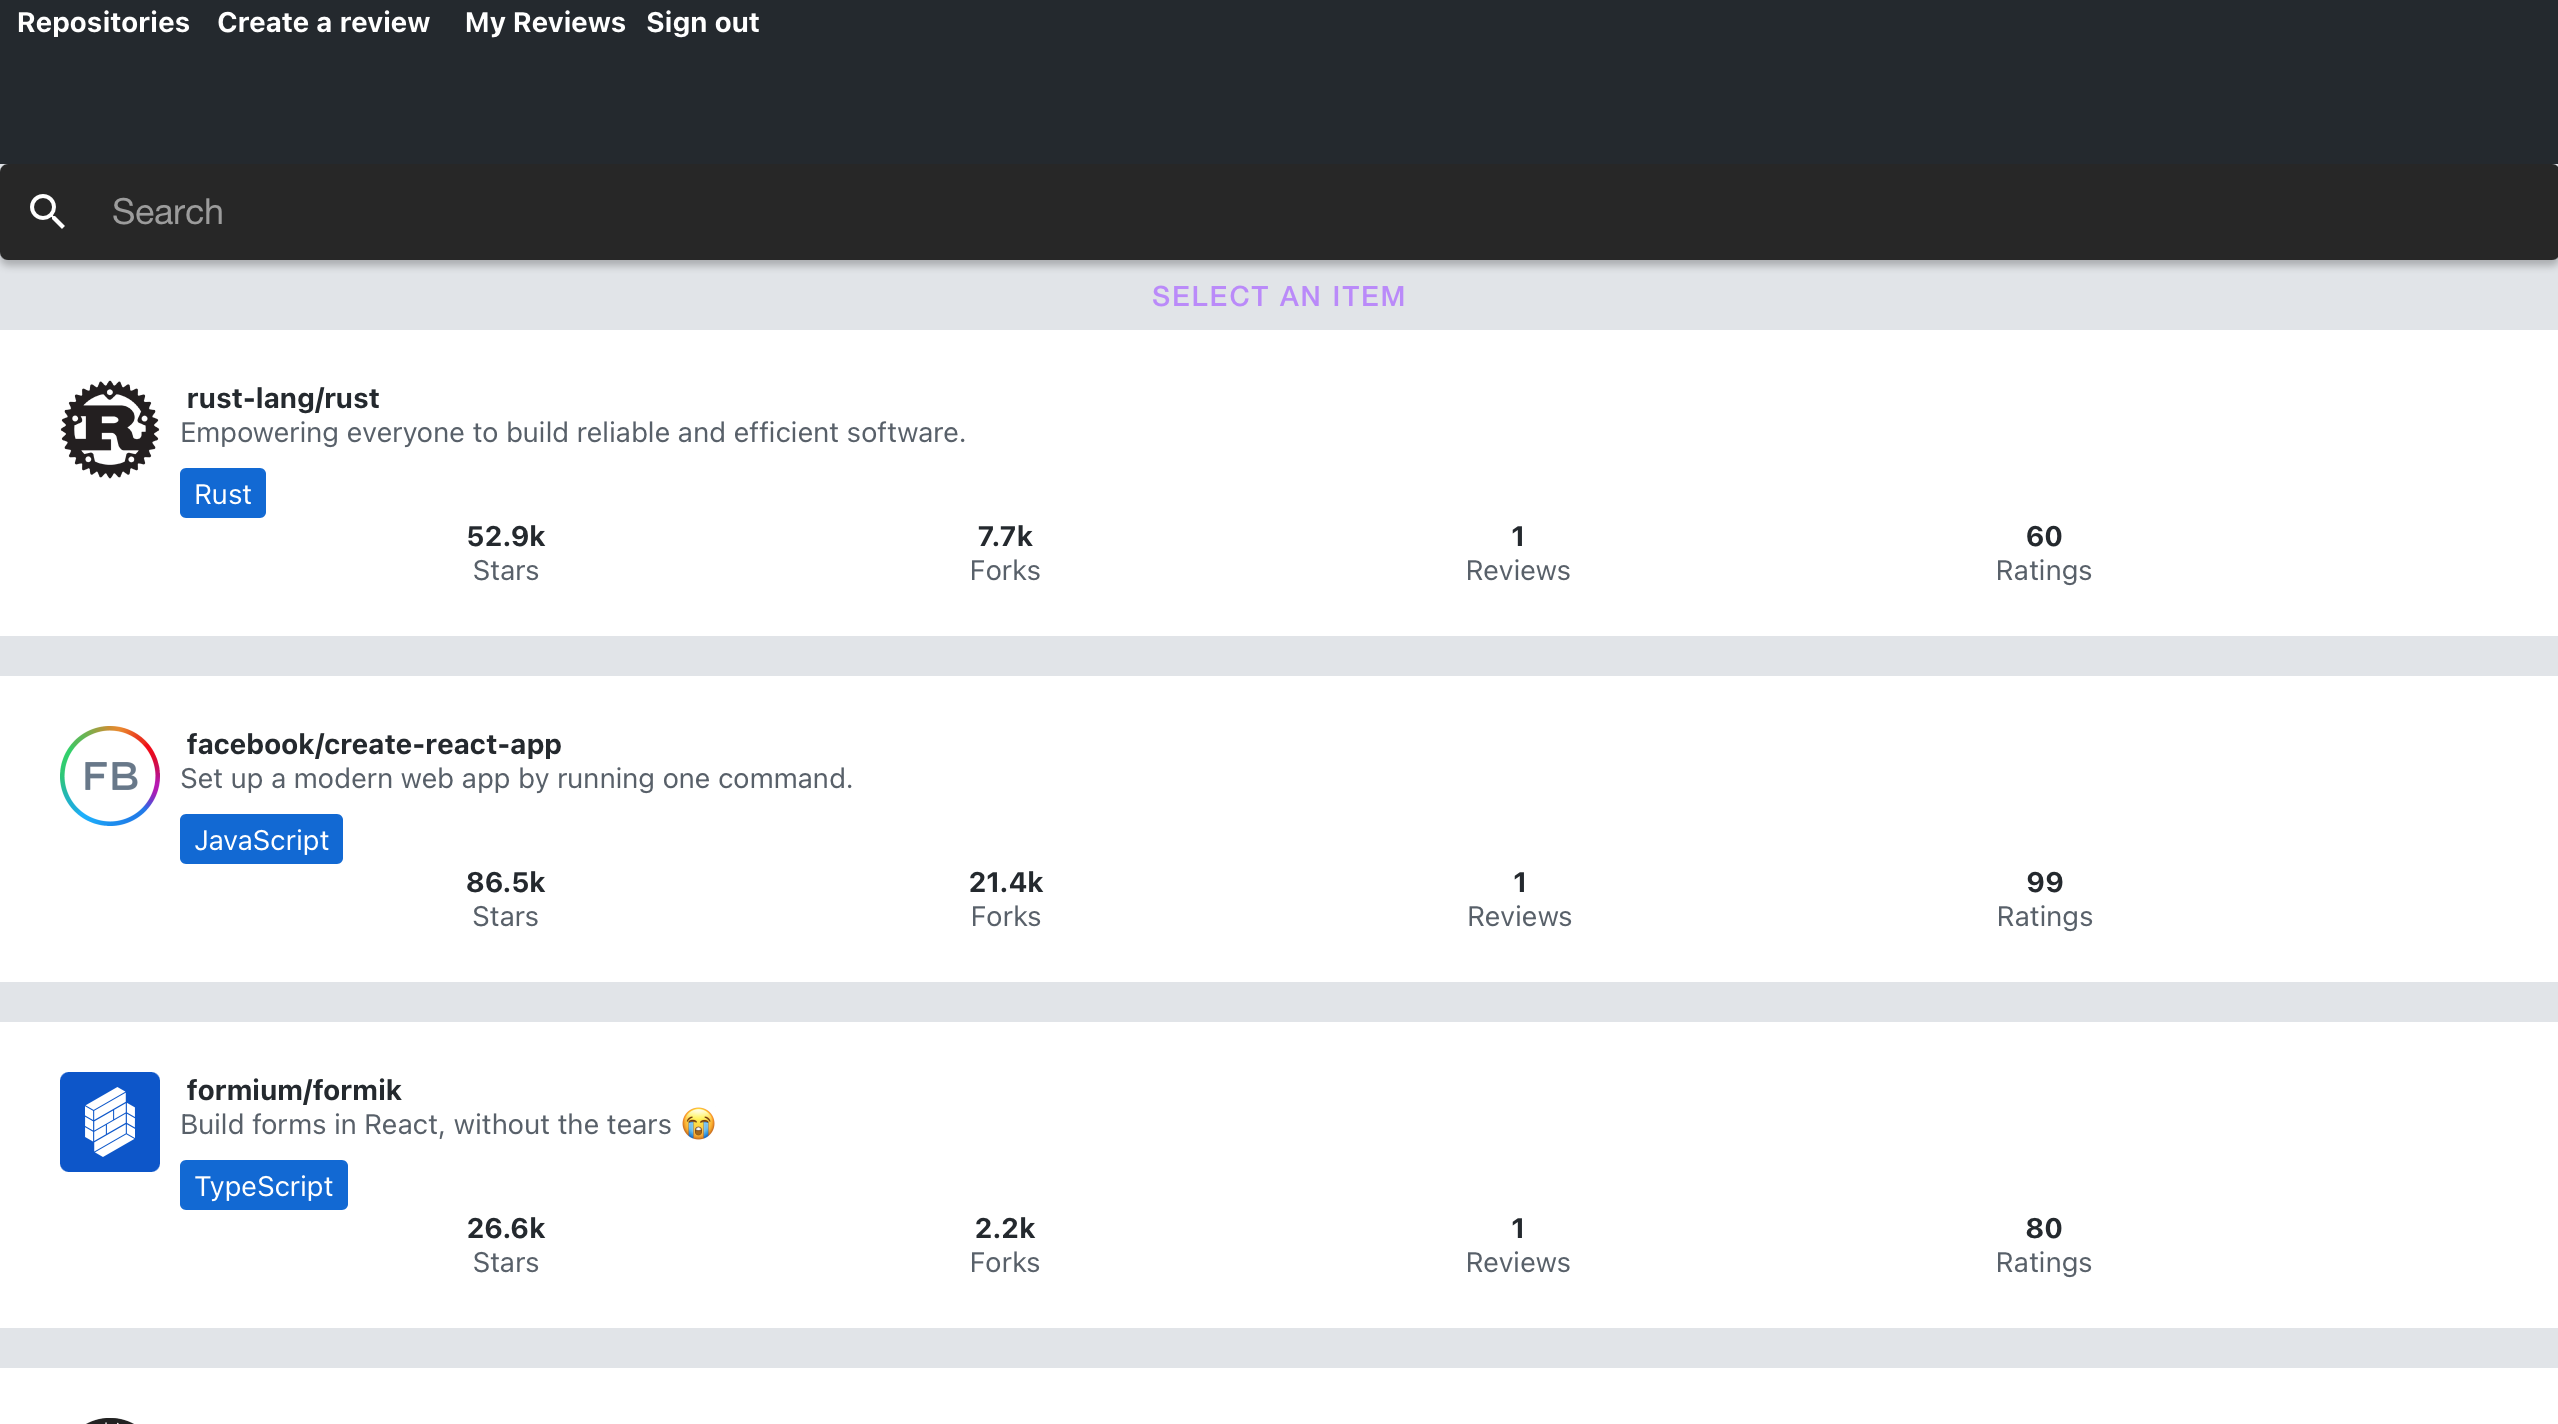 Repositories Create a review My Reviews Sign out
Search
SELECT AN ITEM
R
rust-lang/rust
Empowering everyone to build reliable and efficient software.
Rust
52.9k 7.7k 1 60
Stars Forks Reviews Ratings
FB
facebook/create-react-app
Set up a modern web app by running one command.
JavaScript
86.5k 21.4k 1 99
Stars Forks Reviews Ratings
formium/formik
Build forms in React, without the tears 😭
TypeScript
26.6k 2.2k 1 80
Stars Forks Reviews Ratings